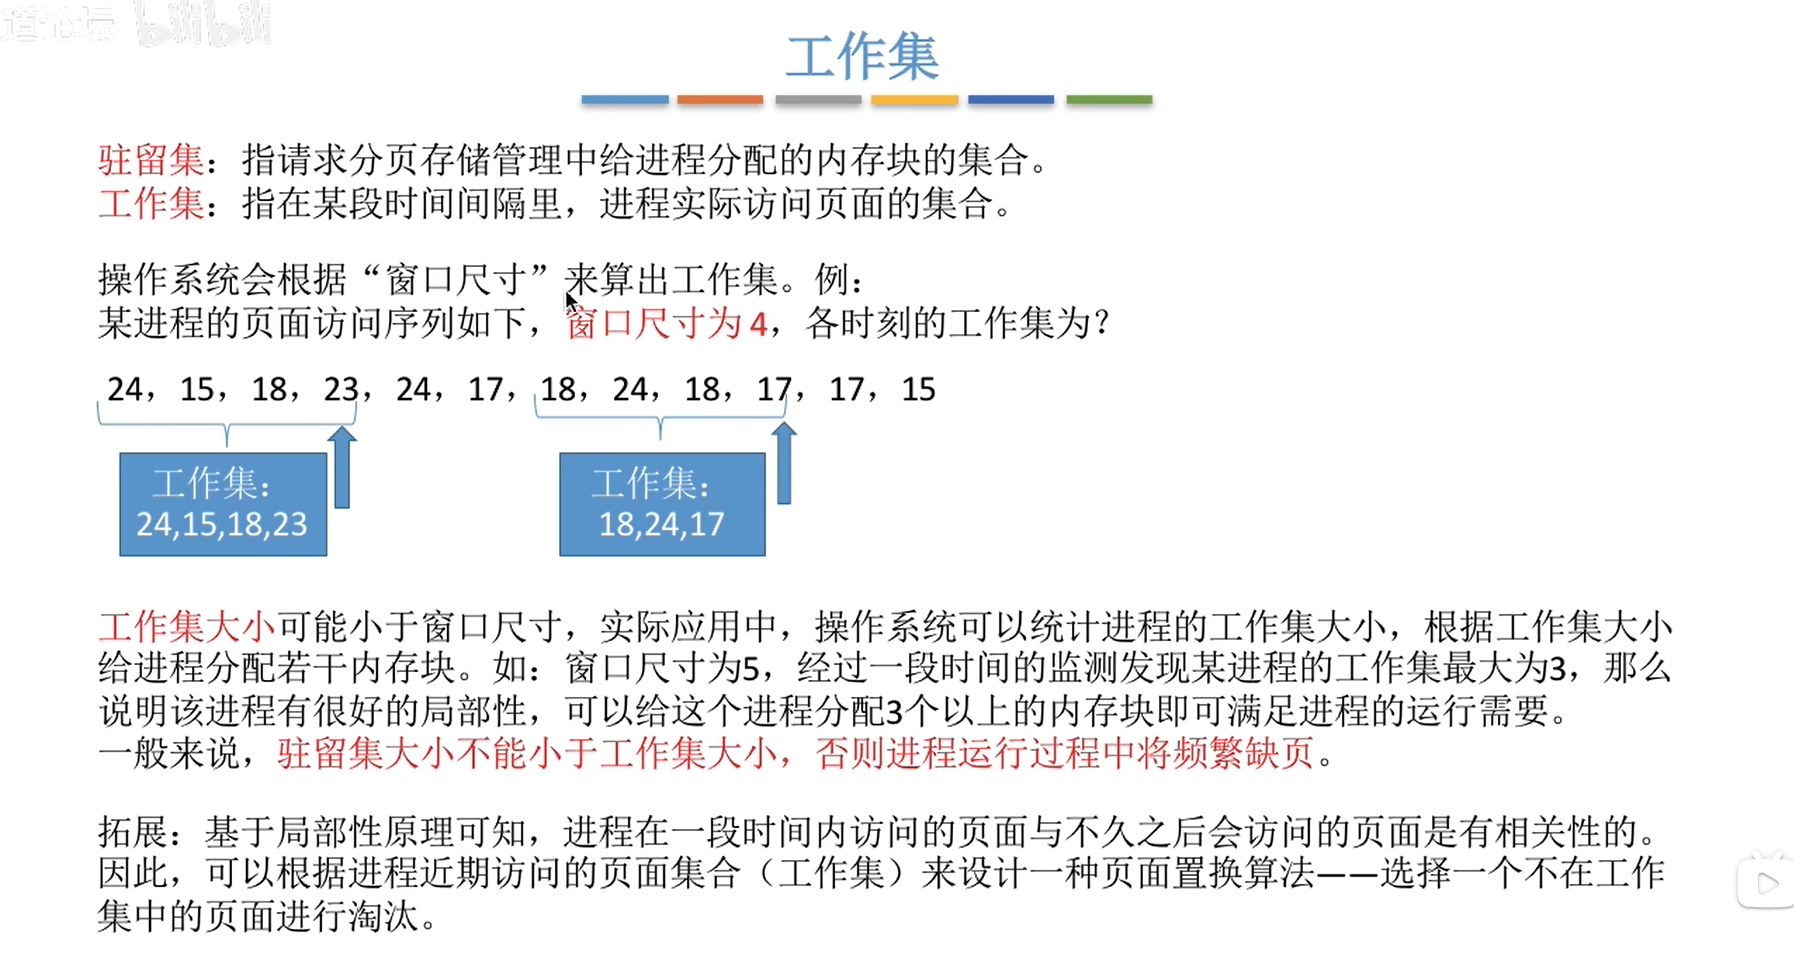 道论坛 bilibili
工作集
驻留集：指请求分页存储管理中给进程分配的内存块的集合。
工作集：指在某段时间间隔里，进程实际访问页面的集合。
操作系统会根据“窗口尺寸”来算出工作集。例：
某进程的页面访问序列如下，窗口尺寸为 4，各时刻的工作集为？
24，15，18，23，24，17，18，24，18，17，17，15
工作集：
24,15,18,23
工作集：
18,24,17
工作集大小可能小于窗口尺寸，实际应用中，操作系统可以统计进程的工作集大小，根据工作集大小
给进程分配若干内存块。如：窗口尺寸为5，经过一段时间的监测发现某进程的工作集最大为3，那么
说明该进程有很好的局部性，可以给这个进程分配3个以上的内存块即可满足进程的运行需要。
一般来说，驻留集大小不能小于工作集大小，否则进程运行过程中将频繁缺页。
拓展：基于局部性原理可知，进程在一段时间内访问的页面与不久之后会访问的页面是有相关性的。
因此，可以根据进程近期访问的页面集合（工作集）来设计一种页面置换算法——选择一个不在工作
集中的页面进行淘汰。